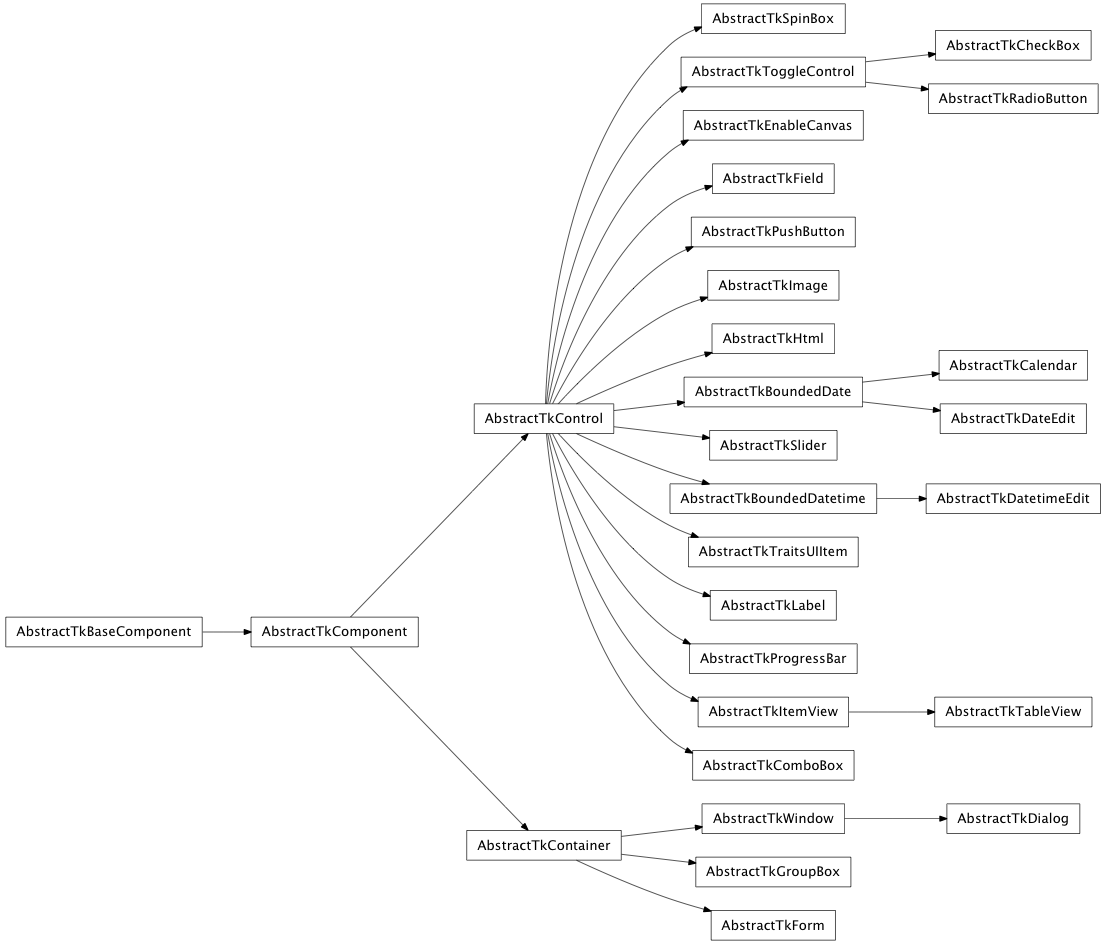 AbstractTkSpinBox
AbstractTkCheckBox
AbstractTkToggleControl
AbstractTkRadioButton
AbstractTkEnableCanvas
AbstractTkField
AbstractTkPushButton
AbstractTkImage
AbstractTkHtml
AbstractTkCalendar
AbstractTkBoundedDate
AbstractTkControl
AbstractTkDateEdit
AbstractTkSlider
AbstractTkBoundedDatetime
AbstractTkDatetimeEdit
AbstractTkTraitsUIItem
AbstractTkLabel
AbstractTkBaseComponent
AbstractTkComponent
AbstractTkProgressBar
AbstractTkItemView
AbstractTkTableView
AbstractTkComboBox
AbstractTkWindow
AbstractTkDialog
AbstractTkContainer
AbstractTkGroupBox
AbstractTkForm